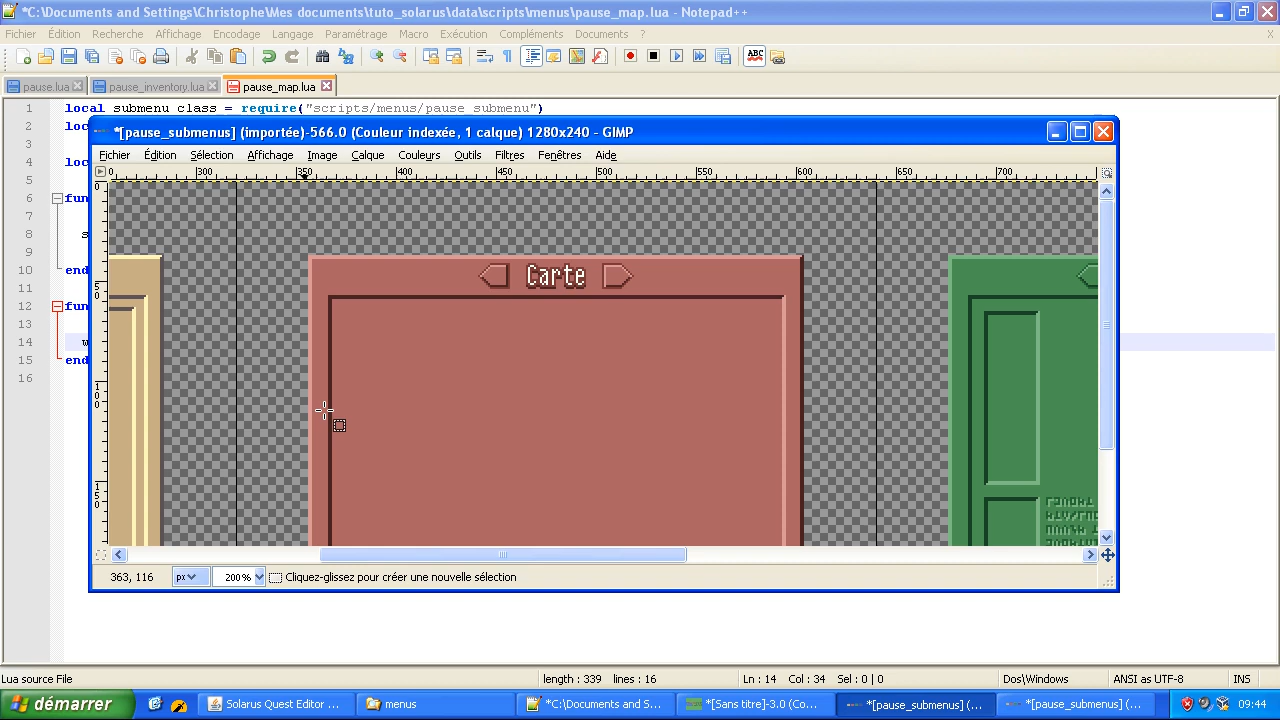 *C:\Documents and Settings\Christophe\Mes documents\tuto_solarus\data\scripts\menus\pause_map.lua - Notepad++
Fichier Édition Recherche Affichage Encodage Langage Paramétrage Macro Exécution Compléments Documents ? X
ABC
pause.lua pause_inventory.lua pause_map.lua
1 local submenu_class = require("scripts/menus/pause_submenu")
2 loc
3
4 loc
5
6 fun
7
8 s
9
10 end
11
12 fun
13
14 w
15 end
16
*[pause_submenus] (importée)-566.0 (Couleur indexée, 1 calque) 1280x240 – GIMP
Fichier Édition Sélection Affichage Image Calque Couleurs Outils Filtres Fenêtres Aide
300 350 400 450 500 550 600 650 700
0
50
100
150
Carte
363, 116 px 200% Cliquez-glissez pour créer une nouvelle sélection
Lua source File length : 339 lines : 16 Ln : 14 Col : 34 Sel : 0 | 0 Dos\Windows ANSI as UTF-8 INS
démarrer Solarus Quest Editor ... menus *C:\Documents and S... *[Sans titre]-3.0 (Co... *[pause_submenus] (... *[pause_submenus] (... 09:44